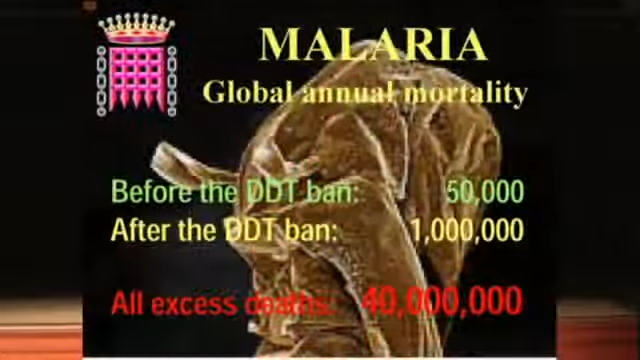 MALARIA
Global annual mortality
Before the DDT ban: 50,000
After the DDT ban: 1,000,000
All excess deaths: 40,000,000